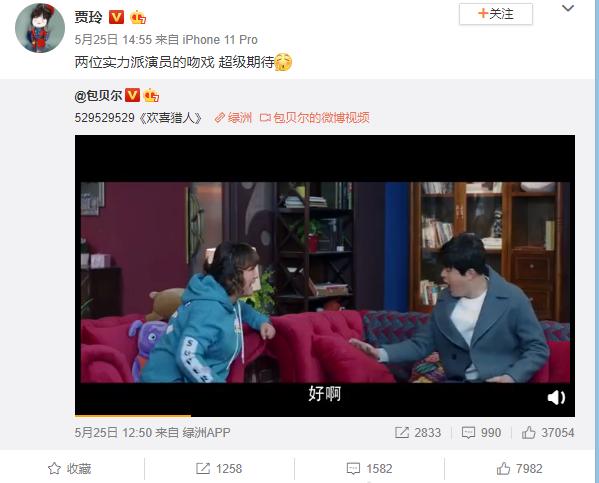 贾玲
+关注
5月25日 14:55 来自 iPhone 11 Pro
两位实力派演员的吻戏 超级期待
@包贝尔
529529529《欢喜猎人》 绿洲 包贝尔的微博视频
好啊
5月25日 12:50 来自 绿洲APP
2833 990 37054
收藏 1258 1582 7982